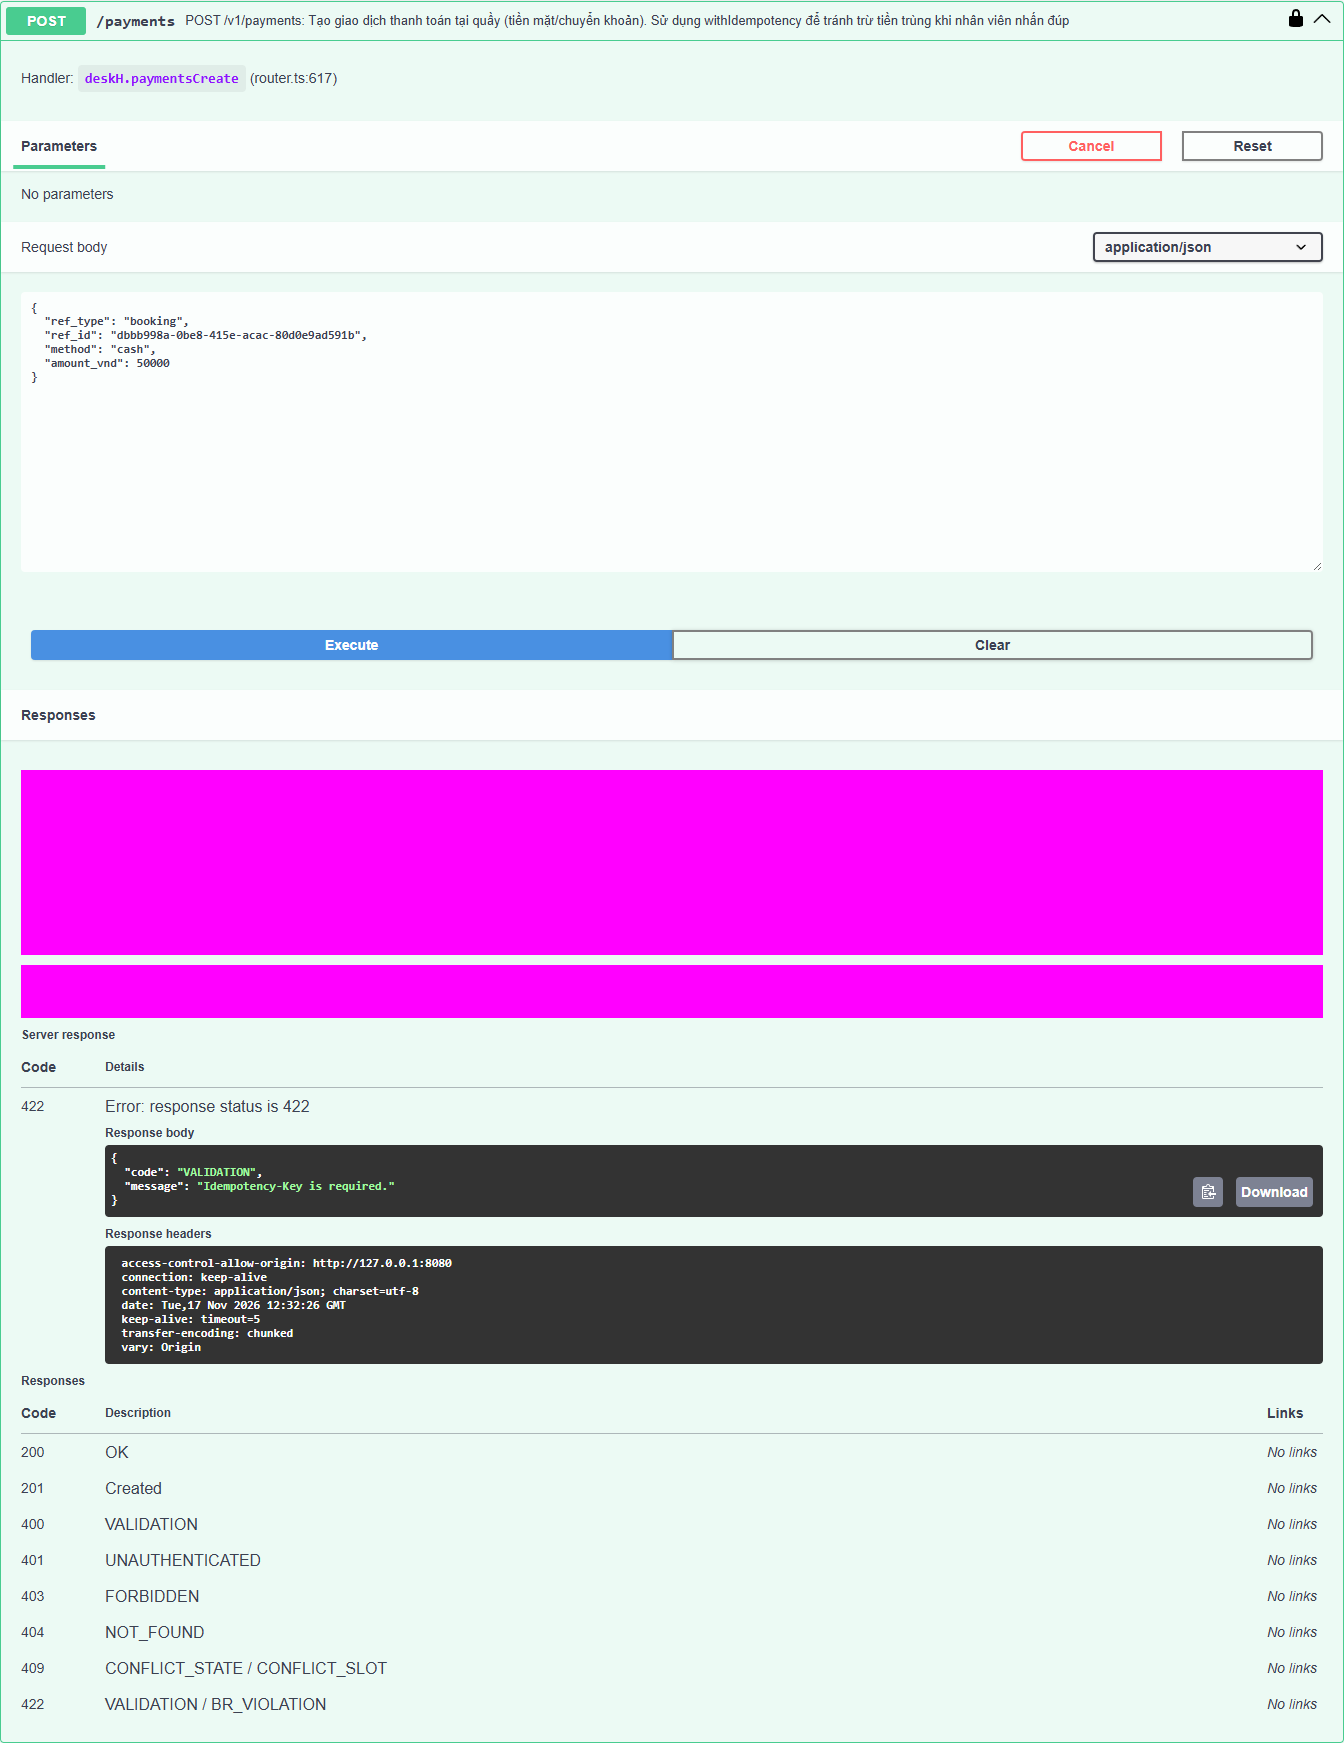 POST /payments POST /v1/payments: Tạo giao dịch thanh toán tại quầy (tiền mặt/chuyển khoản). Sử dụng withIdempotency để tránh trừ tiền trùng khi nhân viên nhấn đúp
Handler: deskH.paymentsCreate (router.ts:617)
Parameters Cancel Reset
No parameters
Request body application/json
{
  "ref_type": "booking",
  "ref_id": "dbbb998a-0be8-415e-acac-80d0e9ad591b",
  "method": "cash",
  "amount_vnd": 50000
}
Execute Clear
Responses
Server response
Code Details
422 Error: response status is 422
Response body
{
  "code": "VALIDATION",
  "message": "Idempotency-Key is required."
}
Download
Response headers
access-control-allow-origin: http://127.0.0.1:8080
connection: keep-alive
content-type: application/json; charset=utf-8
date: Tue,17 Nov 2026 12:32:26 GMT
keep-alive: timeout=5
transfer-encoding: chunked
vary: Origin
Responses
Code Description Links
200 OK No links
201 Created No links
400 VALIDATION No links
401 UNAUTHENTICATED No links
403 FORBIDDEN No links
404 NOT_FOUND No links
409 CONFLICT_STATE / CONFLICT_SLOT No links
422 VALIDATION / BR_VIOLATION No links